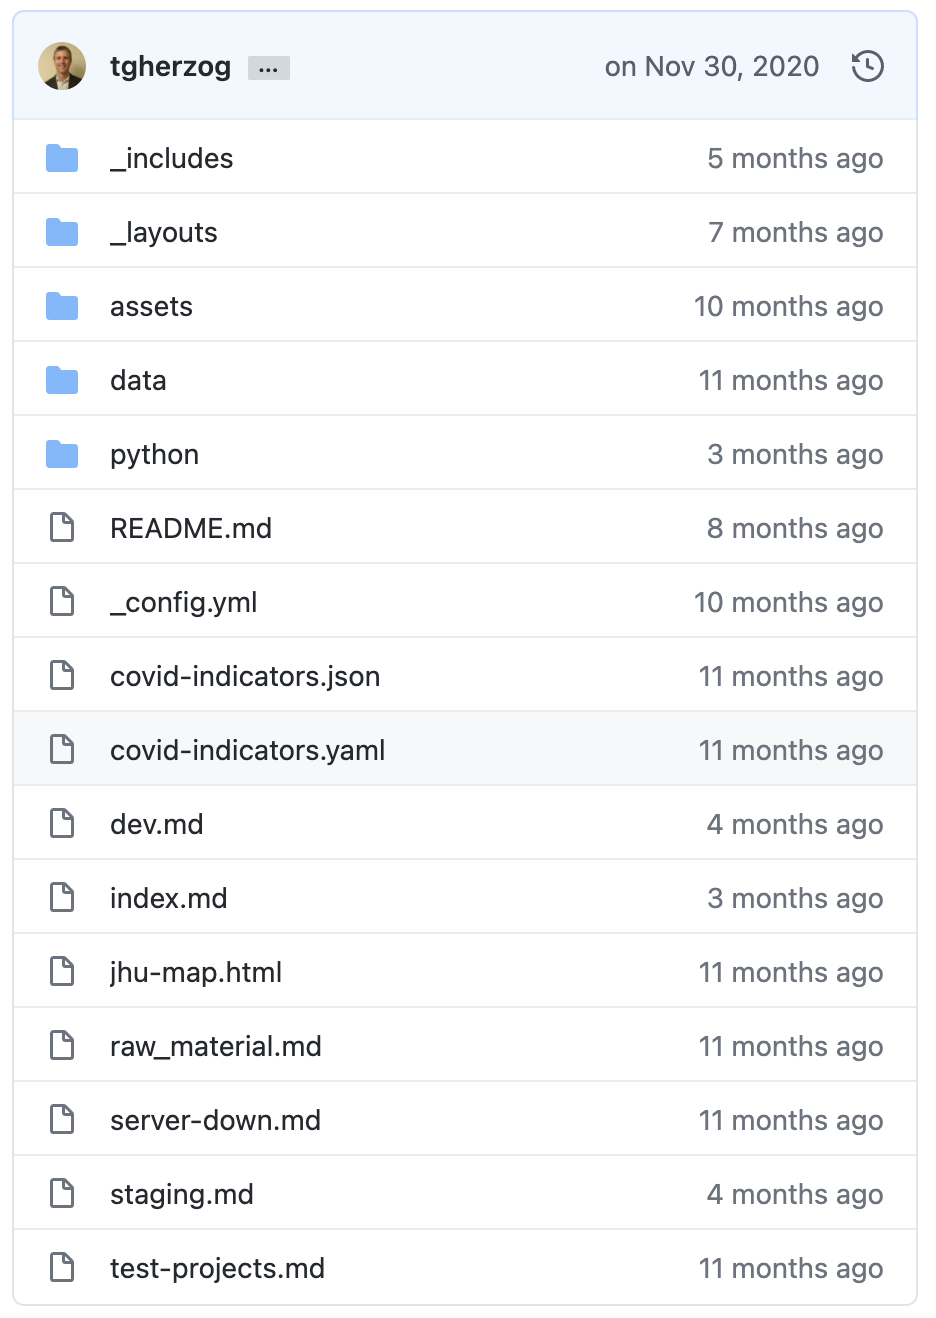 tgherzog ... on Nov 30, 2020
_includes 5 months ago
_layouts 7 months ago
assets 10 months ago
data 11 months ago
python 3 months ago
README.md 8 months ago
_config.yml 10 months ago
covid-indicators.json 11 months ago
covid-indicators.yaml 11 months ago
dev.md 4 months ago
index.md 3 months ago
jhu-map.html 11 months ago
raw_material.md 11 months ago
server-down.md 11 months ago
staging.md 4 months ago
test-projects.md 11 months ago